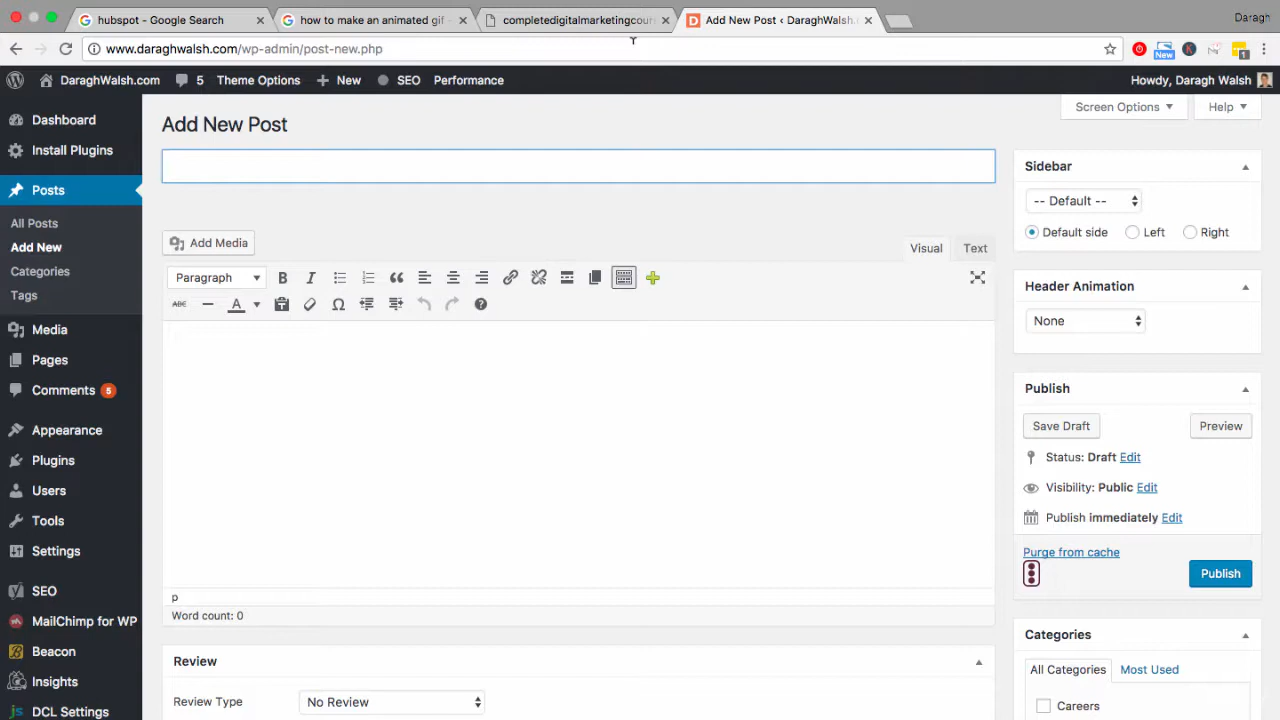 hubspot - Google Search
how to make an animated gif -
completedigitalmarketingcour
Add New Post ‹ DaraghWalsh.
Daragh
www.daraghwalsh.com/wp-admin/post-new.php
New
1
DaraghWalsh.com
5
Theme Options
New
SEO
Performance
Howdy, Daragh Walsh
Dashboard
Install Plugins
Posts
All Posts
Add New
Categories
Tags
Media
Pages
Comments 5
Appearance
Plugins
Users
Tools
Settings
SEO
MailChimp for WP
Beacon
Insights
DCL Settings
Add New Post
Screen Options
Help
Add Media
Visual
Text
Paragraph
B I
ABC
A
Ω
p
Word count: 0
Review
Review Type
No Review
Sidebar
-- Default --
Default side
Left
Right
Header Animation
None
Publish
Save Draft
Preview
Status: Draft Edit
Visibility: Public Edit
Publish immediately Edit
Purge from cache
Publish
Categories
All Categories
Most Used
Careers